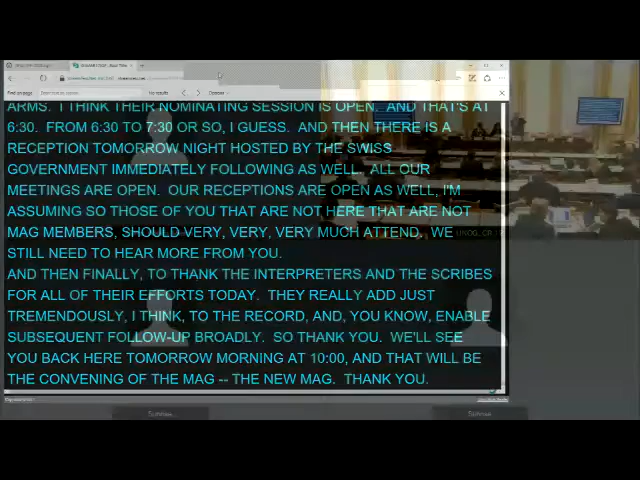 Find on page
No results
Options
ARMS. I THINK THEIR NOMINATING SESSION IS OPEN. AND THAT'S AT
6:30. FROM 6:30 TO 7:30 OR SO, I GUESS. AND THEN THERE IS A
RECEPTION TOMORROW NIGHT HOSTED BY THE SWISS
GOVERNMENT IMMEDIATELY FOLLOWING AS WELL. ALL OUR
MEETINGS ARE OPEN. OUR RECEPTIONS ARE OPEN AS WELL, I'M
ASSUMING SO THOSE OF YOU THAT ARE NOT HERE THAT ARE NOT
MAG MEMBERS, SHOULD VERY, VERY, VERY MUCH ATTEND. WE
STILL NEED TO HEAR MORE FROM YOU.
AND THEN FINALLY, TO THANK THE INTERPRETERS AND THE SCRIBES
FOR ALL OF THEIR EFFORTS TODAY. THEY REALLY ADD JUST
TREMENDOUSLY, I THINK, TO THE RECORD, AND, YOU KNOW, ENABLE
SUBSEQUENT FOLLOW-UP BROADLY. SO THANK YOU. WE'LL SEE
YOU BACK HERE TOMORROW MORNING AT 10:00, AND THAT WILL BE
THE CONVENING OF THE MAG -- THE NEW MAG. THANK YOU.